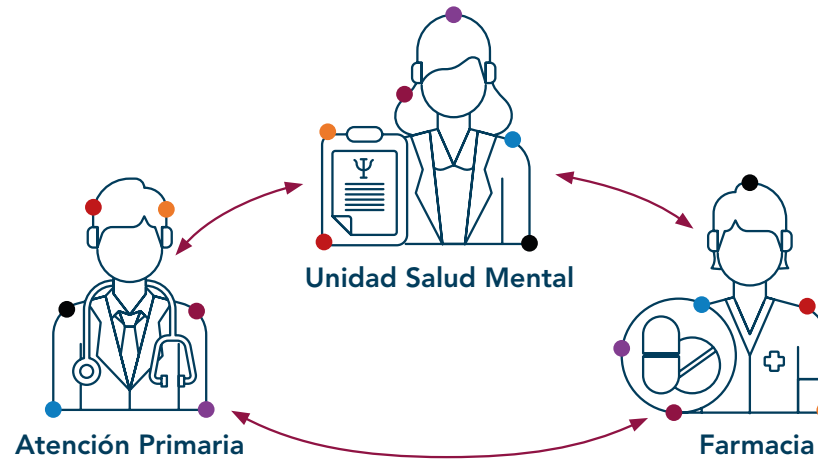 Ψ
Unidad Salud Mental
Atención Primaria
Farmacia